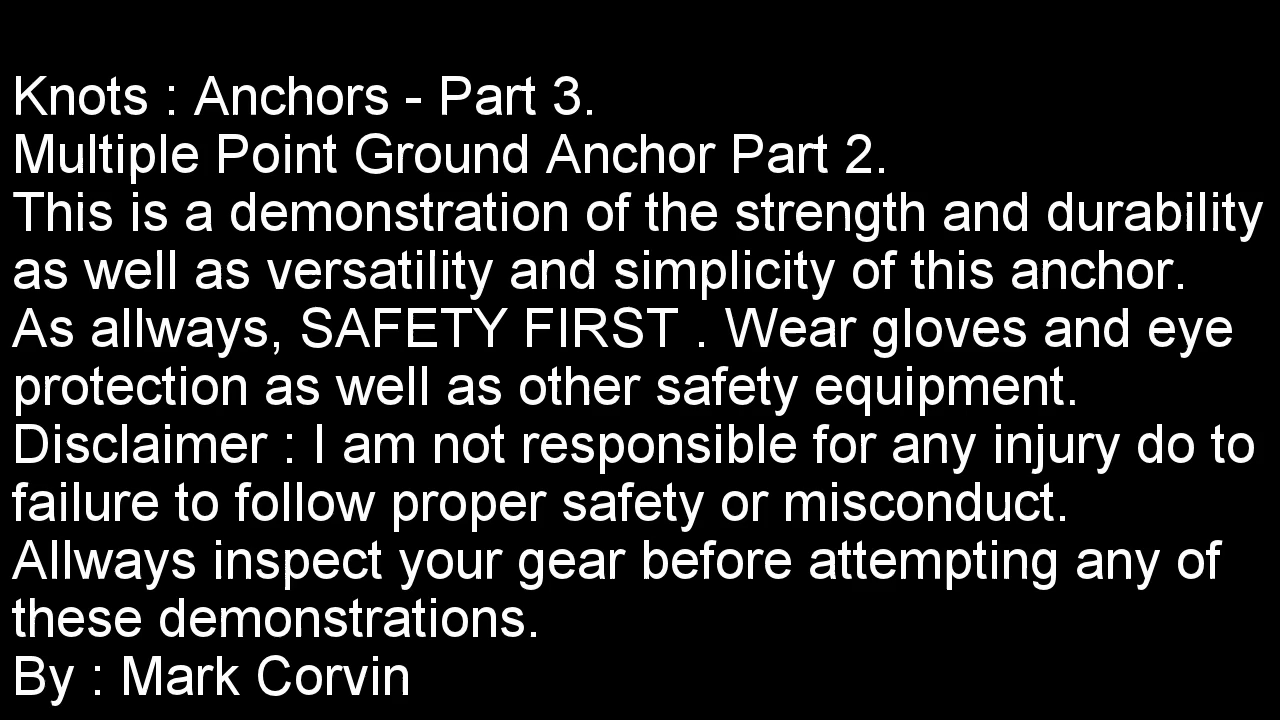 Knots : Anchors - Part 3.
Multiple Point Ground Anchor Part 2.
This is a demonstration of the strength and durability
as well as versatility and simplicity of this anchor.
As allways, SAFETY FIRST . Wear gloves and eye
protection as well as other safety equipment.
Disclaimer : I am not responsible for any injury do to
failure to follow proper safety or misconduct.
Allways inspect your gear before attempting any of
these demonstrations.
By : Mark Corvin